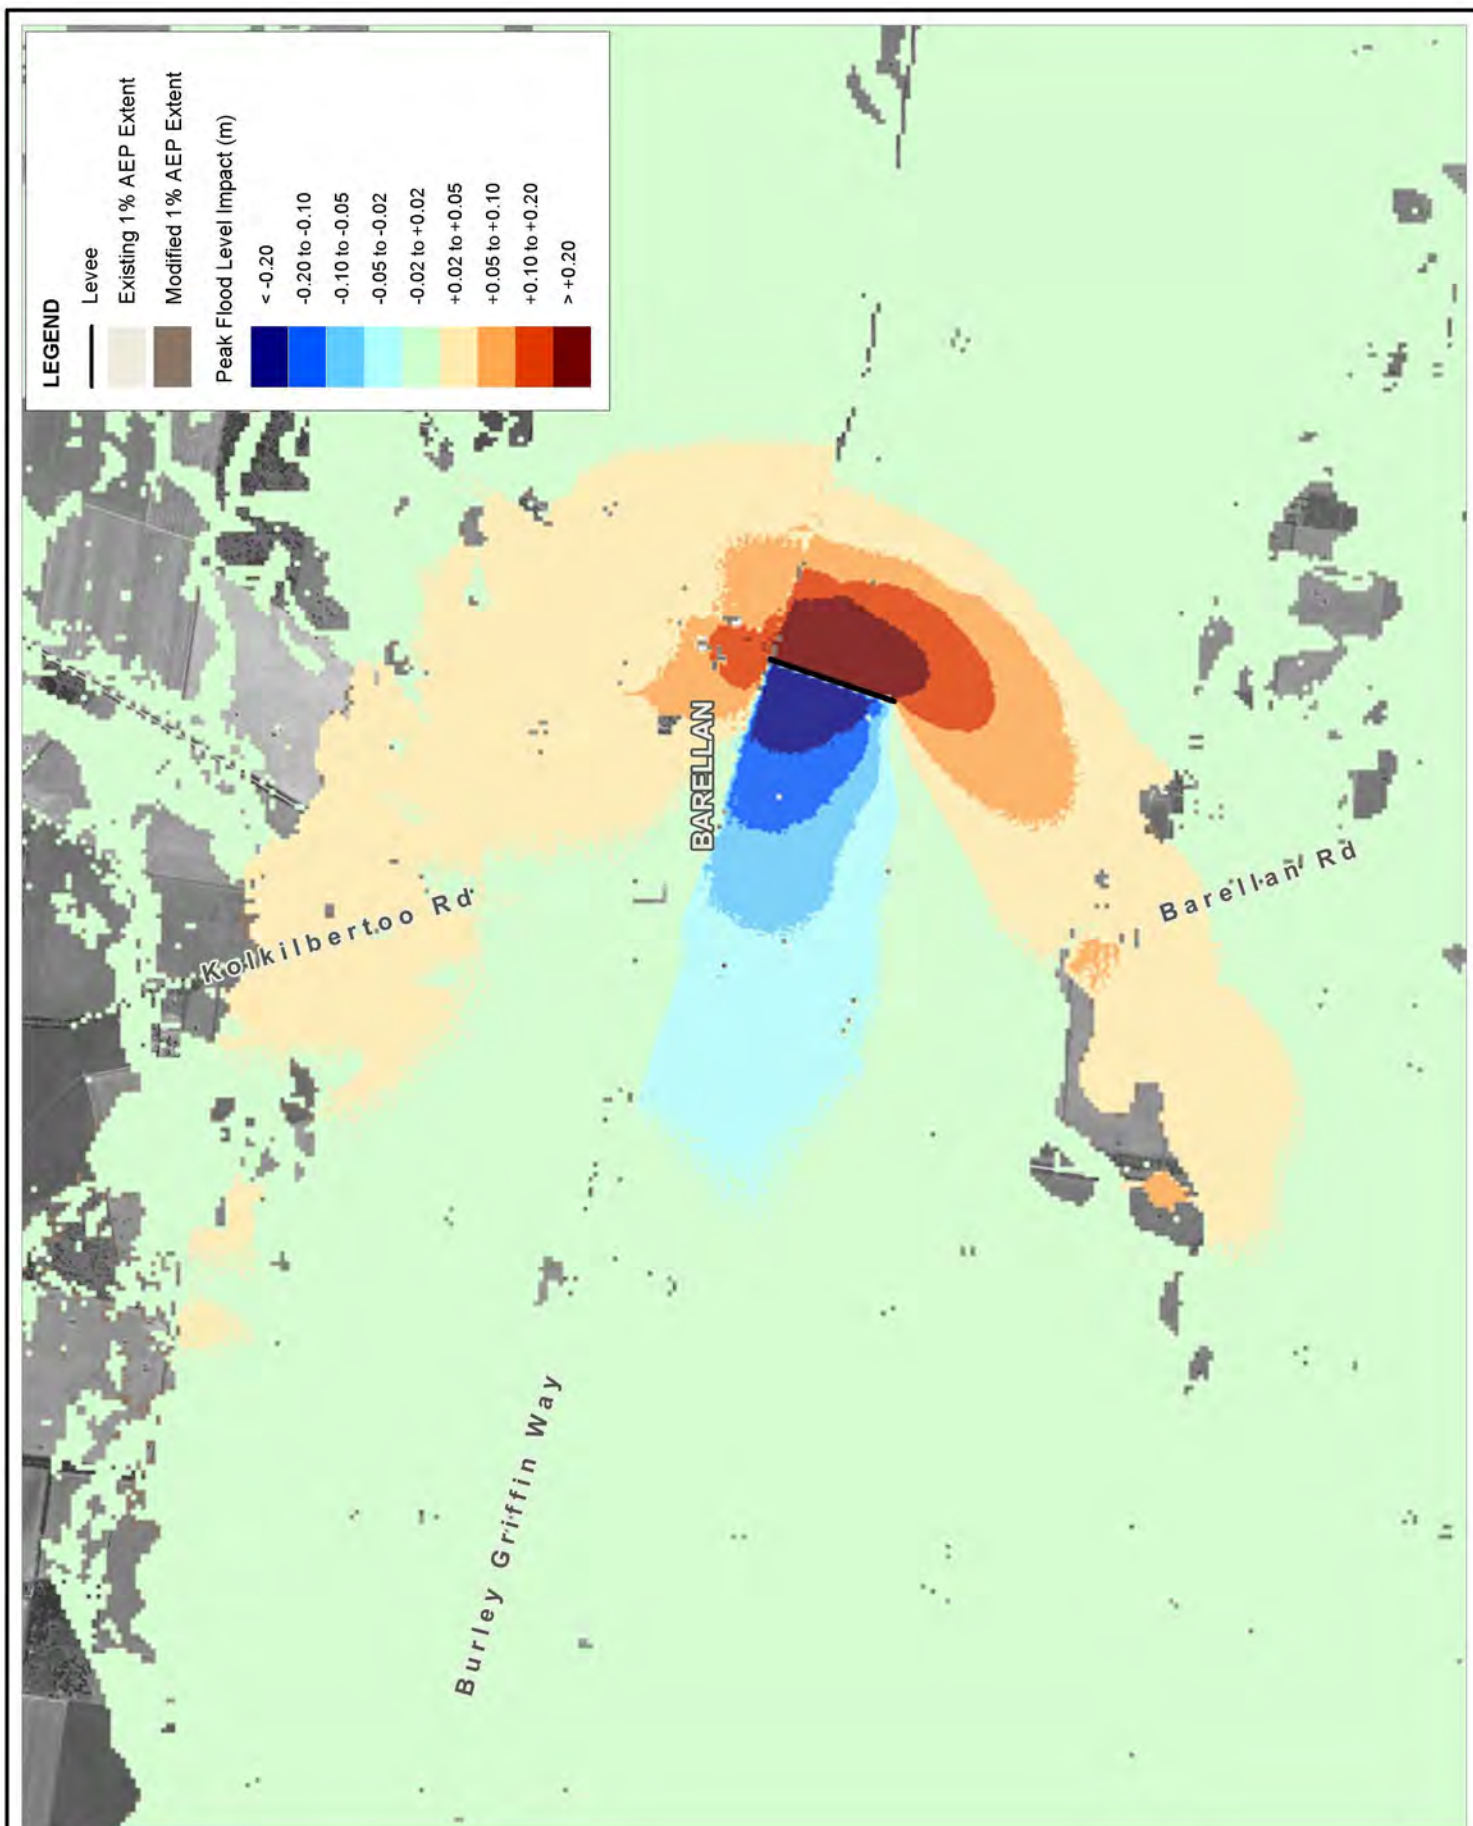 LEGEND
Levee
Existing 1% AEP Extent
Modified 1% AEP Extent
Peak Flood Level Impact (m)
< -0.20
-0.20 to -0.10
-0.10 to -0.05
-0.05 to -0.02
-0.02 to +0.02
+0.02 to +0.05
+0.05 to +0.10
+0.10 to +0.20
> +0.20
Kolkilbertoo Rd
BARELLAN
Barellan Rd
Burley Griffin Way